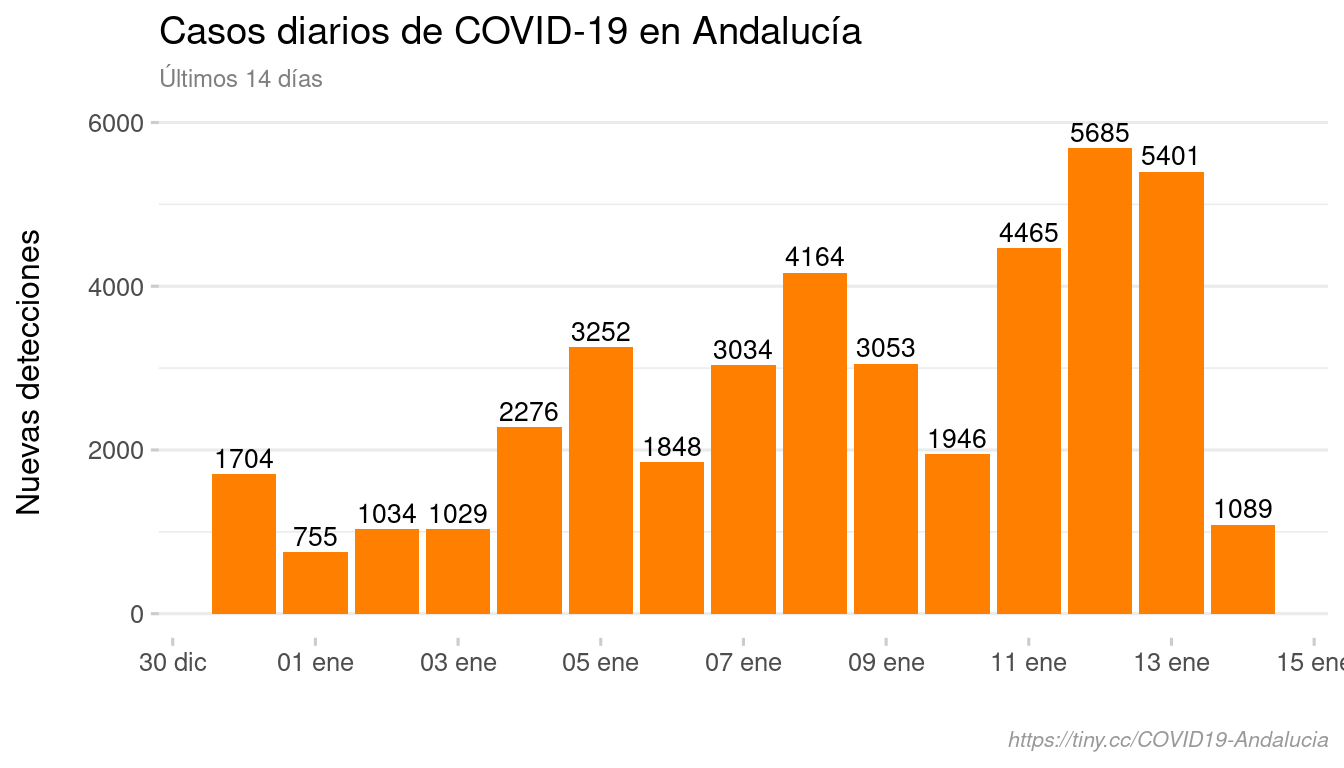 Casos diarios de COVID-19 en Andalucía
Últimos 14 días
Nuevas detecciones
6000
4000
2000
0
1704
755
1034
1029
2276
3252
1848
3034
4164
3053
1946
4465
5685
5401
1089
30 dic
01 ene
03 ene
05 ene
07 ene
09 ene
11 ene
13 ene
15 ene
https://tiny.cc/COVID19-Andalucia